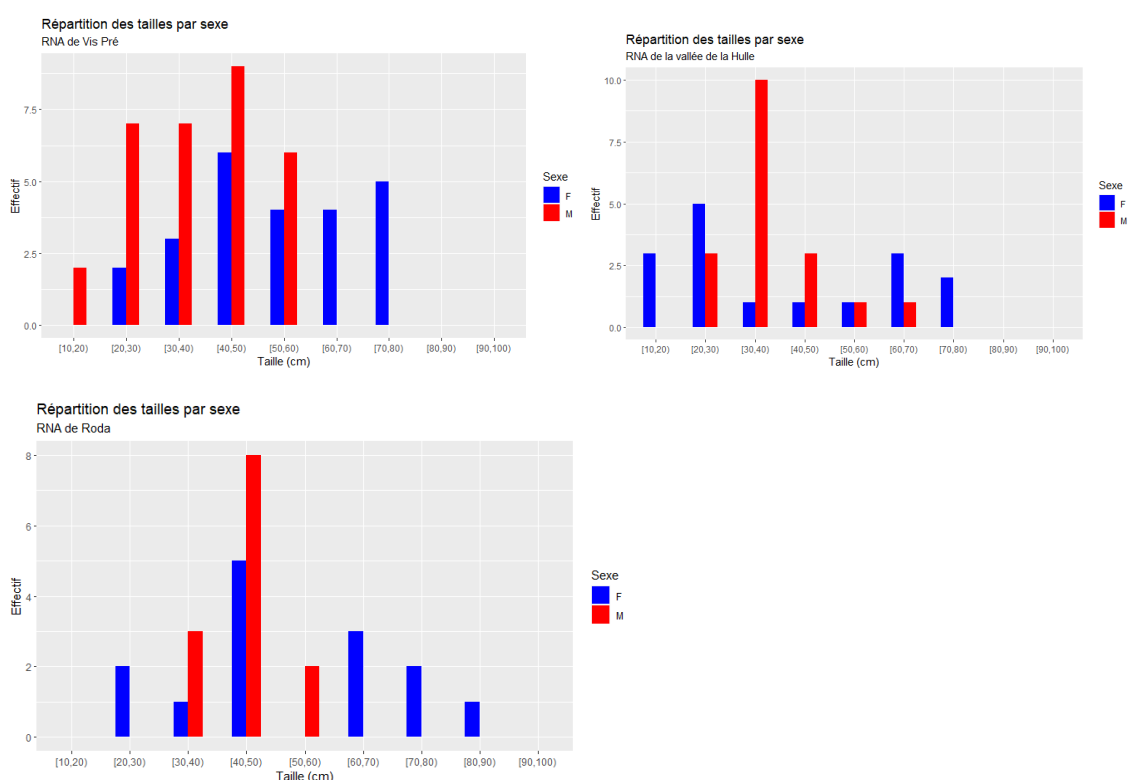 Répartition des tailles par sexe
RNA de Vis Pré
Effectif
7.5
5.0
2.5
0.0
[10,20) [20,30) [30,40) [40,50) [50,60) [60,70) [70,80) [80,90) [90,100)
Taille (cm)
Sexe
F
M
Répartition des tailles par sexe
RNA de la vallée de la Hulle
Effectif
10.0
7.5
5.0
2.5
0.0
[10,20) [20,30) [30,40) [40,50) [50,60) [60,70) [70,80) [80,90) [90,100)
Taille (cm)
Sexe
F
M
Répartition des tailles par sexe
RNA de Roda
Effectif
8
6
4
2
0
[10,20) [20,30) [30,40) [40,50) [50,60) [60,70) [70,80) [80,90) [90,100)
Taille (cm)
Sexe
F
M